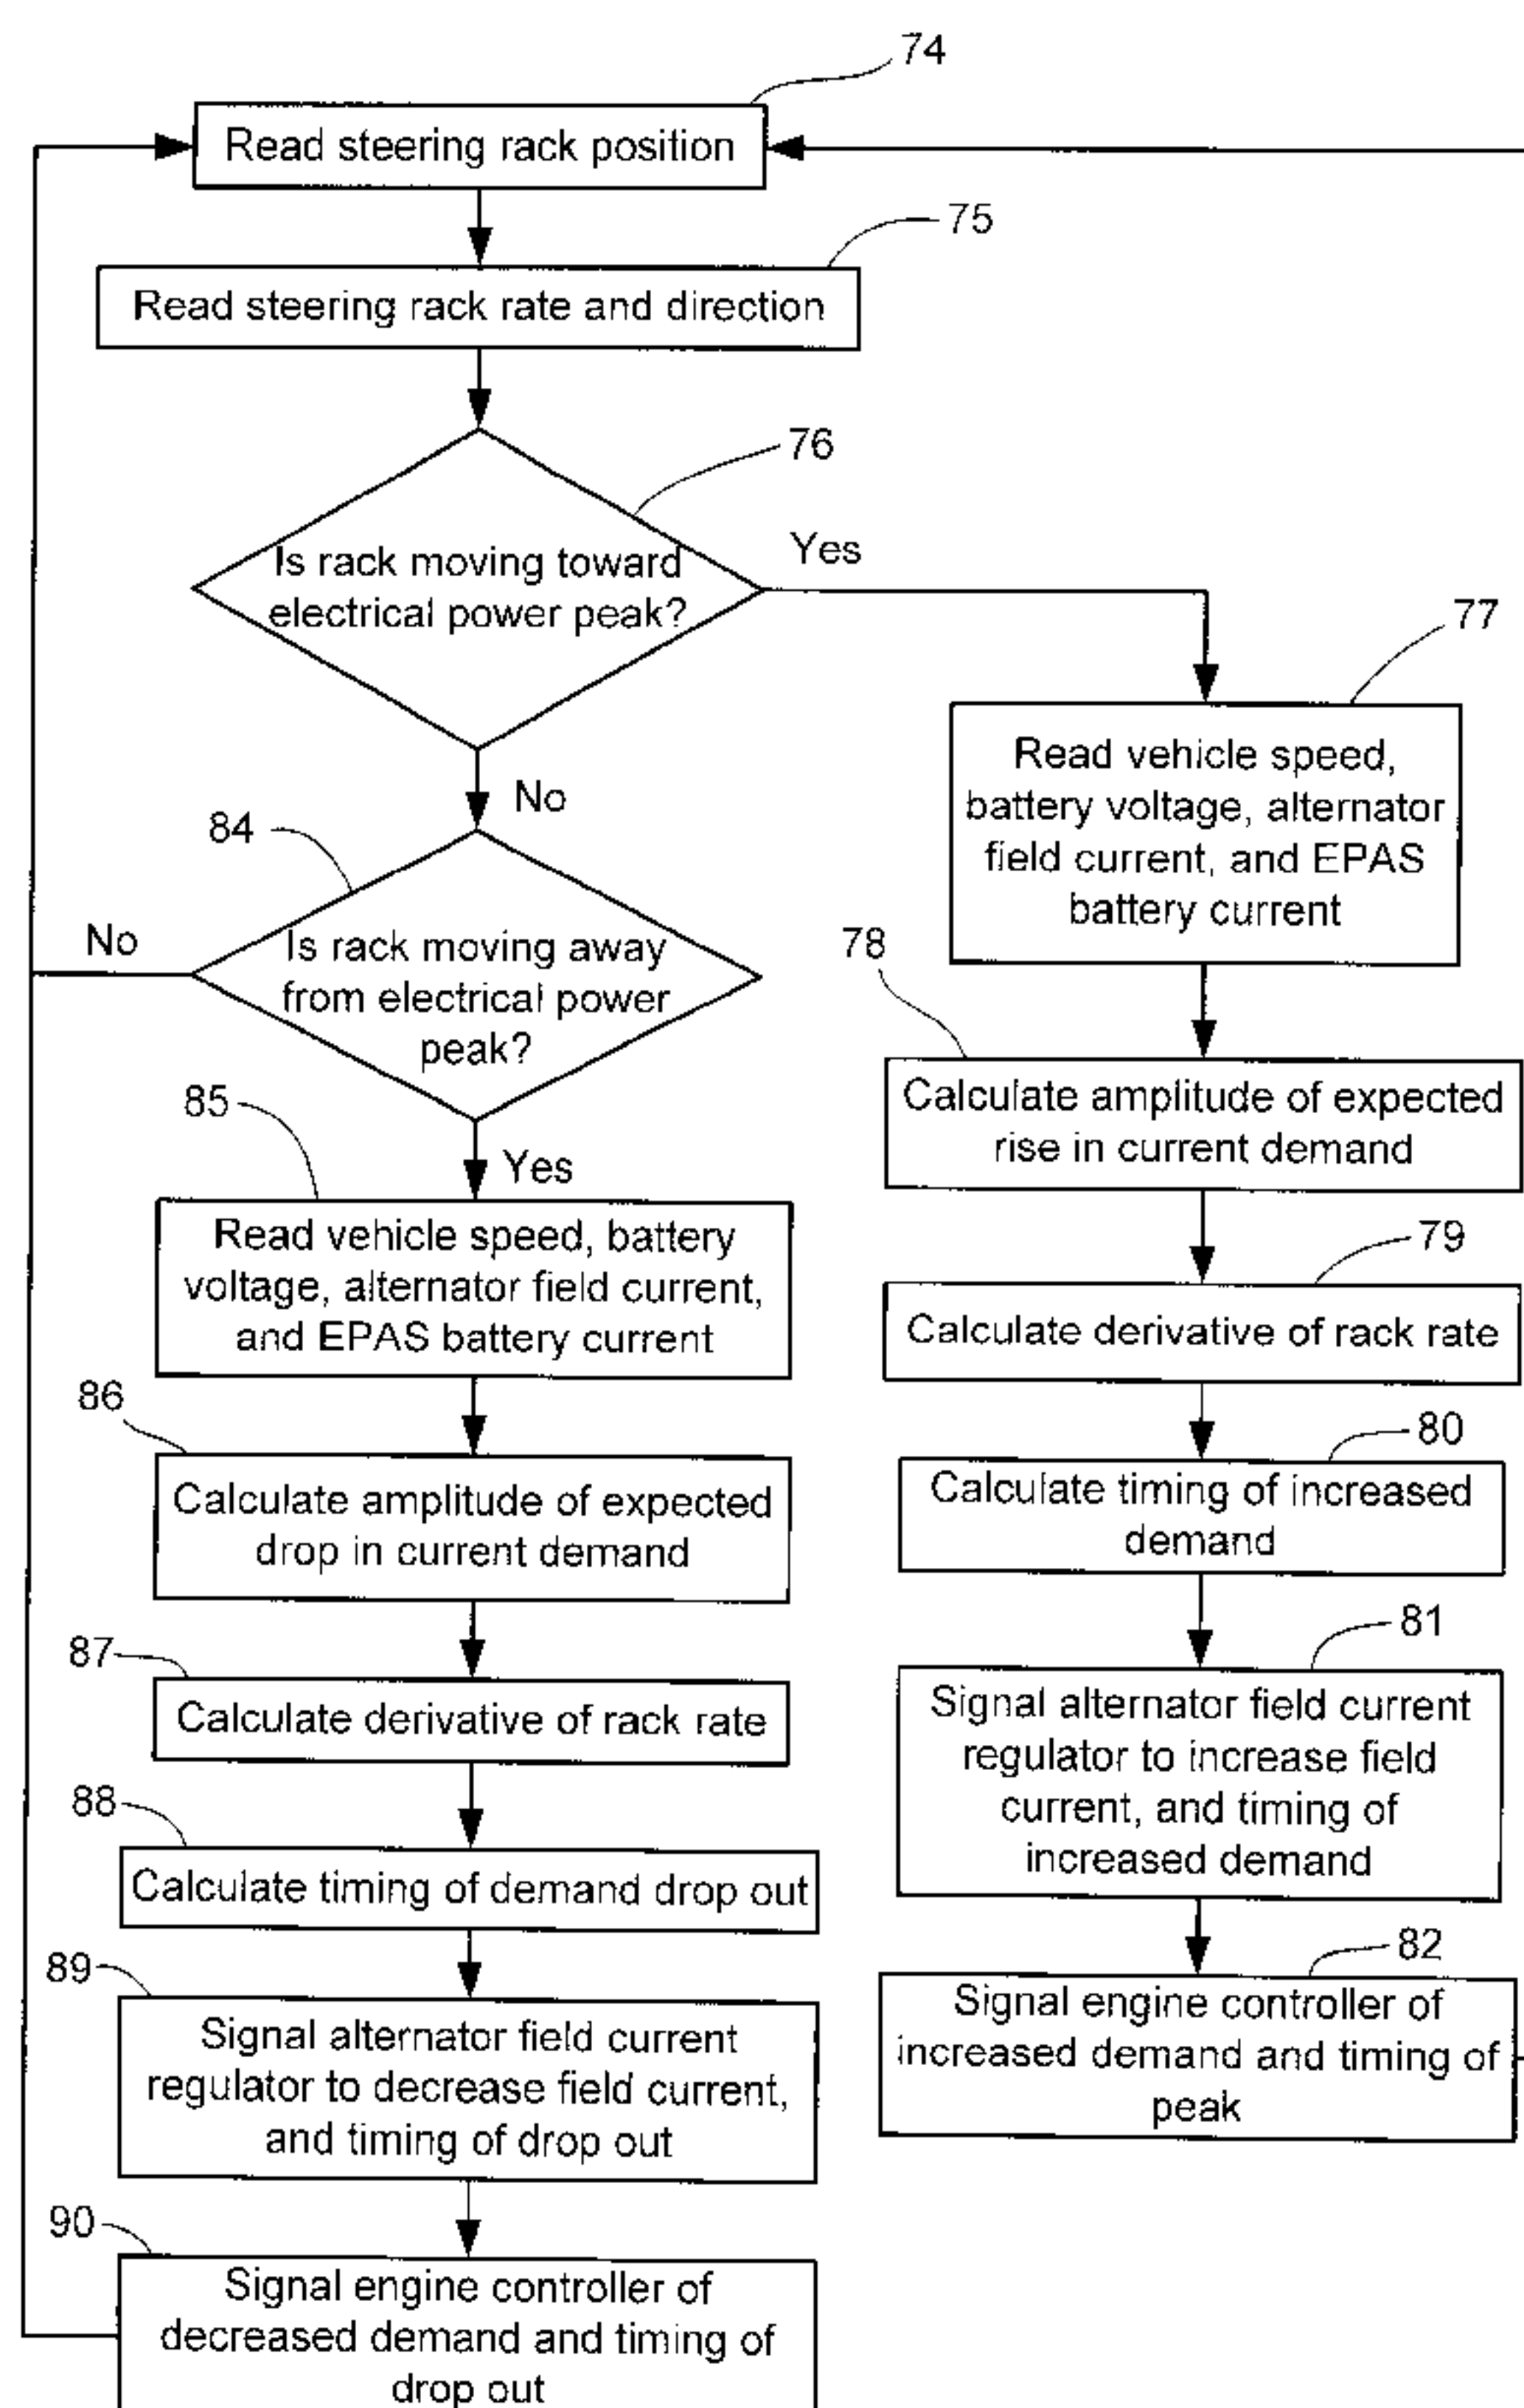 74
Read steering rack position
75
Read steering rack rate and direction
76
Is rack moving toward
electrical power peak?
Yes
77
Read vehicle speed,
battery voltage, alternator
field current, and EPAS
battery current
No
84
Is rack moving away
from electrical power
peak?
No
78
Calculate amplitude of expected
rise in current demand
85
Yes
Read vehicle speed, battery
voltage, alternator field current,
and EPAS battery current
79
Calculate derivative of rack rate
86
Calculate amplitude of expected
drop in current demand
80
Calculate timing of increased
demand
87
Calculate derivative of rack rate
81
Signal alternator field current
regulator to increase field
current, and timing of
increased demand
88
Calculate timing of demand drop out
89
Signal alternator field current
regulator to decrease field current,
and timing of drop out
82
Signal engine controller of
increased demand and timing of
peak
90
Signal engine controller of
decreased demand and timing of
drop out